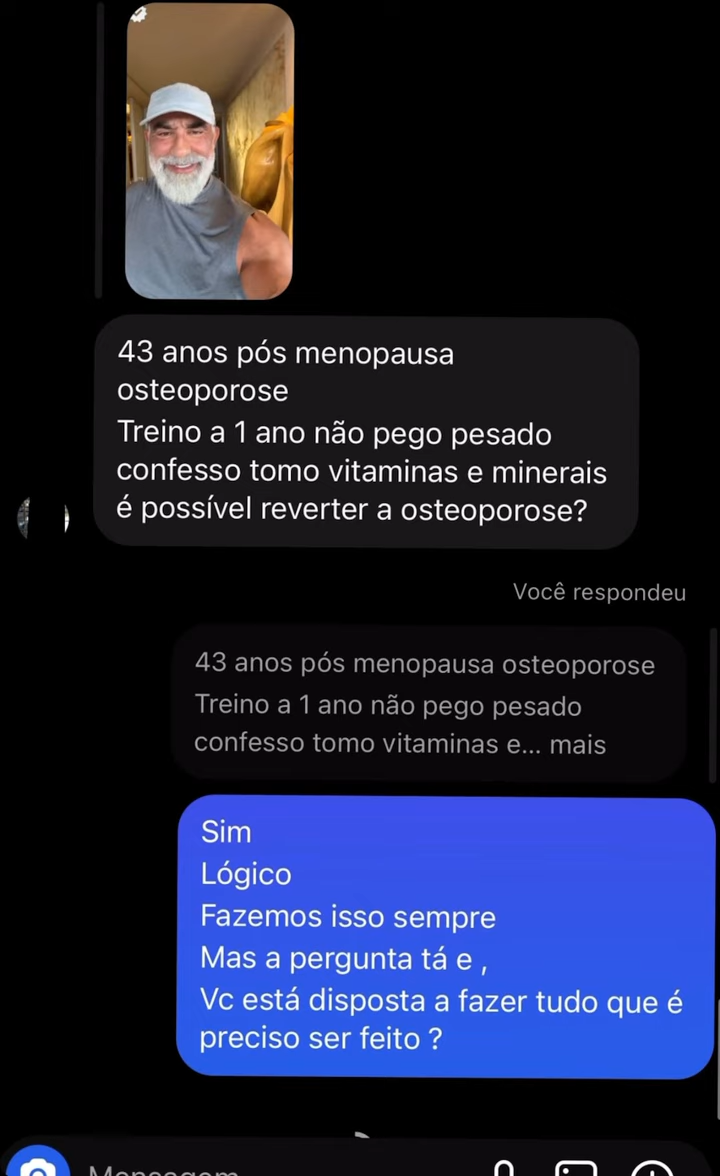 43 anos pós menopausa
osteoporose
Treino a 1 ano não pego pesado
confesso tomo vitaminas e minerais
é possível reverter a osteoporose?
Você respondeu
43 anos pós menopausa osteoporose
Treino a 1 ano não pego pesado
confesso tomo vitaminas e... mais
Sim
Lógico
Fazemos isso sempre
Mas a pergunta tá e ,
Vc está disposta a fazer tudo que é
preciso ser feito ?
Mensagem